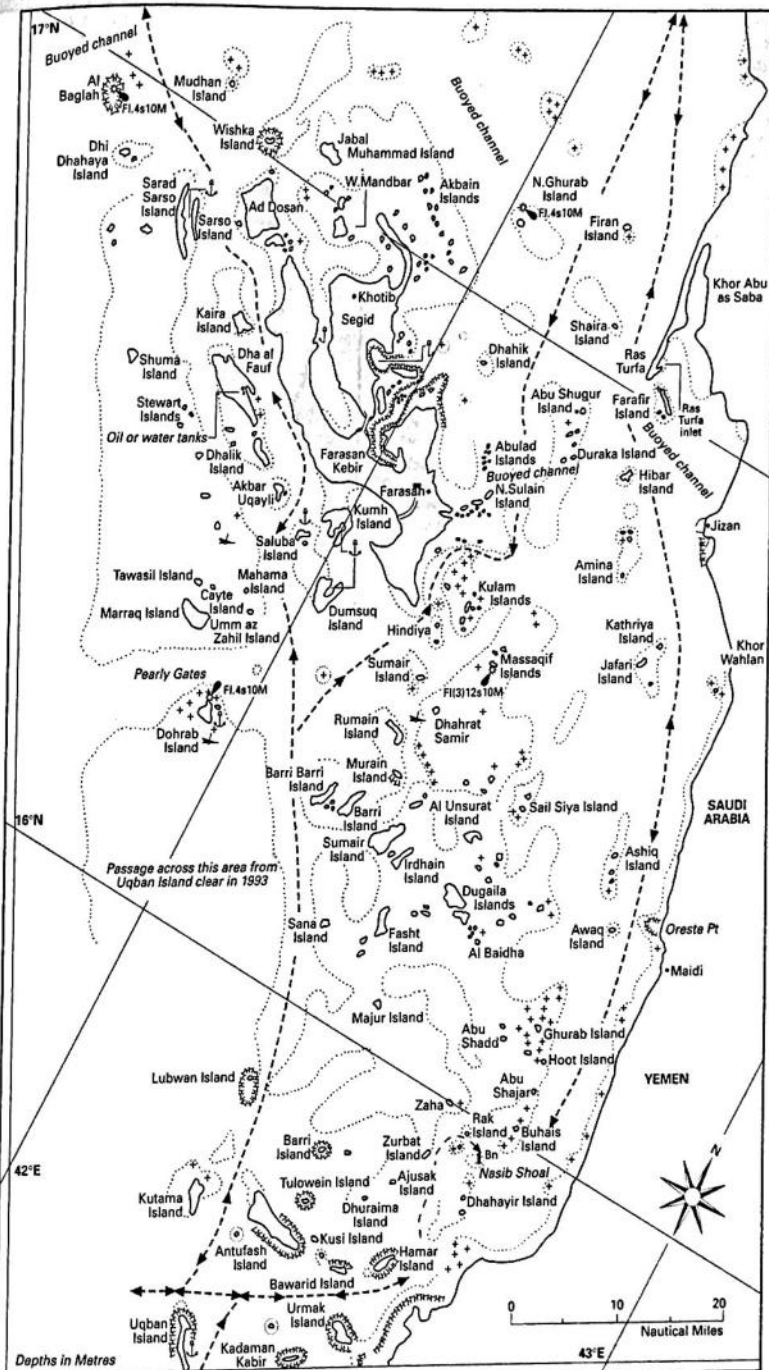 17°N
Buoyed channel
Al
Baglah
Fl.4s10M
Mudhan
Island
Wishka
Island
Jabal
Muhammad Island
Buoyed channel
Dhi
Dhahaya
Island
Sarad
Sarso
Island
Sarso
Island
Ad Dosan
W.Mandbar
Akbain
Islands
N.Ghurab
Island
Fl.4s10M
Firan
Island
Khor Abu
as Saba
Khotib
Segid
Kaira
Island
Shuma
Island
Dha al
Fauf
Stewart
Islands
Oil or water tanks
Dhahik
Island
Shaira
Island
Ras
Turfa
Abu Shugur
Island
Farafir
Island
Ras
Turfa
inlet
Buoyed
Channel
Dhalik
Island
Farasan
Kebir
Abulad
Islands
Buoyed channel
Duraka Island
N.Sulain
Island
Hibar
Island
Akbar
Uqayli
Farasan
Kumh
Island
Saluba
Island
Jizan
Tawasil Island
Cayte
Island
Mahama
Island
Marraq Island
Umm az
Zahil Island
Dumsuq
Island
Kulam
Islands
Hindiya
Amina
Island
Kathriya
Island
Khor
Wahlan
Pearly Gates
Fl.4s10M
Dohrab
Island
Sumair
Island
Massaqif
Islands
Fl(3)12s10M
Jafari
Island
Rumain
Island
Dhahrat
Samir
Murain
Island
Barri Barri
Island
Barri
Island
Al Unsurat
Island
Sail Siya Island
SAUDI
ARABIA
16°N
Sumair
Island
Irdhain
Island
Ashiq
Island
Passage across this area from
Uqban Island clear in 1993
Dugaila
Islands
Sana
Island
Fasht
Island
Al Baidha
Awaq
Island
Oreste Pt
Maidi
Majur Island
Abu
Shadd
Ghurab Island
Hoot Island
Lubwan Island
Abu
Shajar
YEMEN
Zaha
Rak
Island
Buhais
Island
Bn
Nasib Shoal
Barri
Island
Zurbat
Island
N
42°E
Kutama
Island
Tulowein Island
Ajusak
Island
Dhuraima
Island
Dhahayir Island
Antufash
Island
Kusi Island
Hamar
Island
Bawarid Island
Uqban
Island
Urmak
Island
Kadaman
Kabir
0 10 20
Nautical Miles
Depths in Metres
43°E